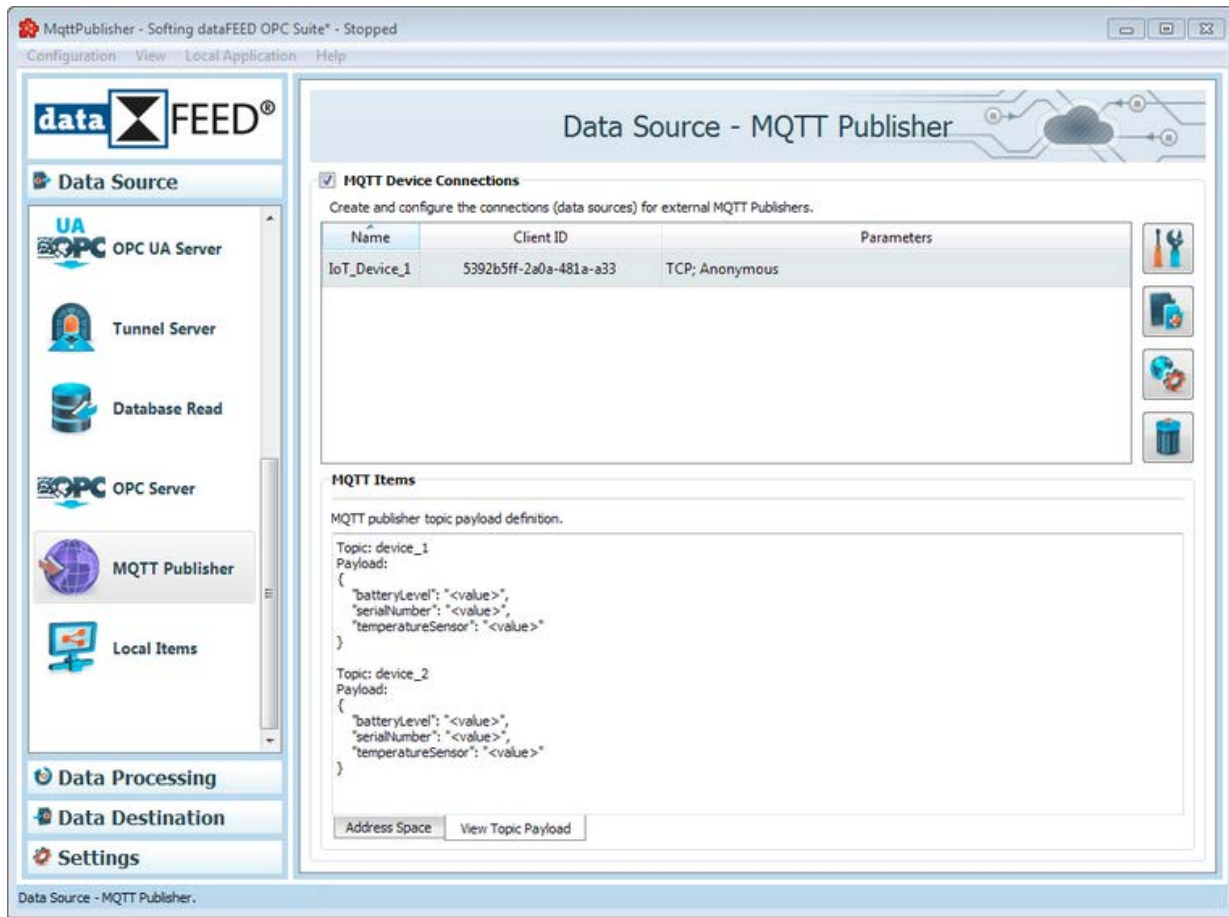 MqttPublisher - Softing dataFEED OPC Suite* - Stopped
Configuration View Local Application Help
data FEED®
Data Source
UA
OPC OPC UA Server
Tunnel Server
Database Read
OPC OPC Server
MQTT Publisher
Local Items
Data Processing
Data Destination
Settings
Data Source - MQTT Publisher
MQTT Device Connections
Create and configure the connections (data sources) for external MQTT Publishers.
Name Client ID Parameters
IoT_Device_1 5392b5ff-2a0a-481a-a33 TCP; Anonymous
MQTT Items
MQTT publisher topic payload definition.
Topic: device_1
Payload:
{
"batteryLevel": "<value>",
"serialNumber": "<value>",
"temperatureSensor": "<value>"
}
Topic: device_2
Payload:
{
"batteryLevel": "<value>",
"serialNumber": "<value>",
"temperatureSensor": "<value>"
}
Address Space View Topic Payload
Data Source - MQTT Publisher.